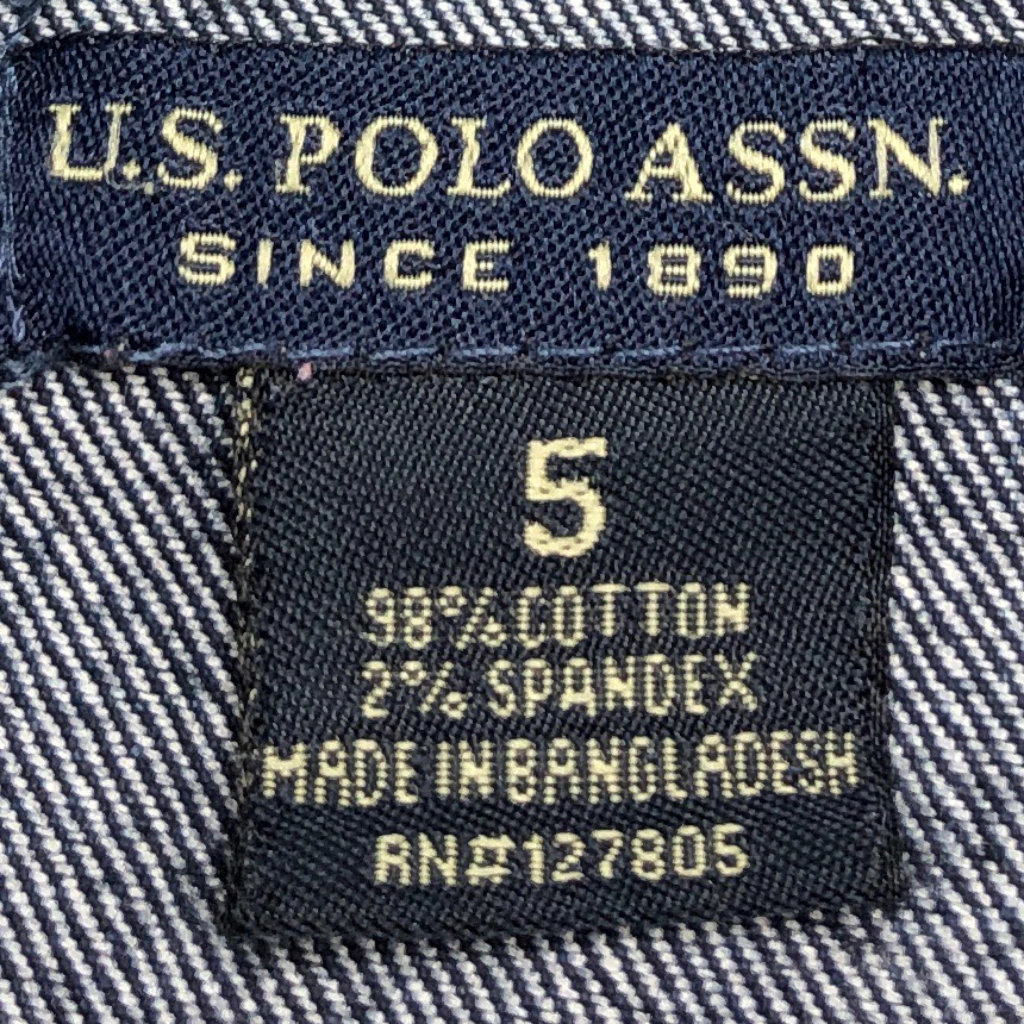 U.S. POLO ASSN.
SINCE 1890
5
98% COTTON
2% SPANDEX
MADE IN BANGLADESH
RN#127805